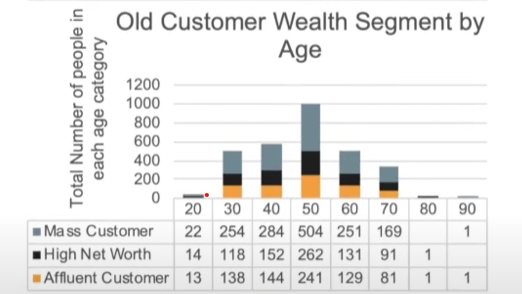 Old Customer Wealth Segment by
Age
Total Number of people in
each age category
1200
1000
800
600
400
200
0
20 30 40 50 60 70 80 90
Mass Customer 22 254 284 504 251 169 1
High Net Worth 14 118 152 262 131 91 1
Affluent Customer 13 138 144 241 129 81 1 1